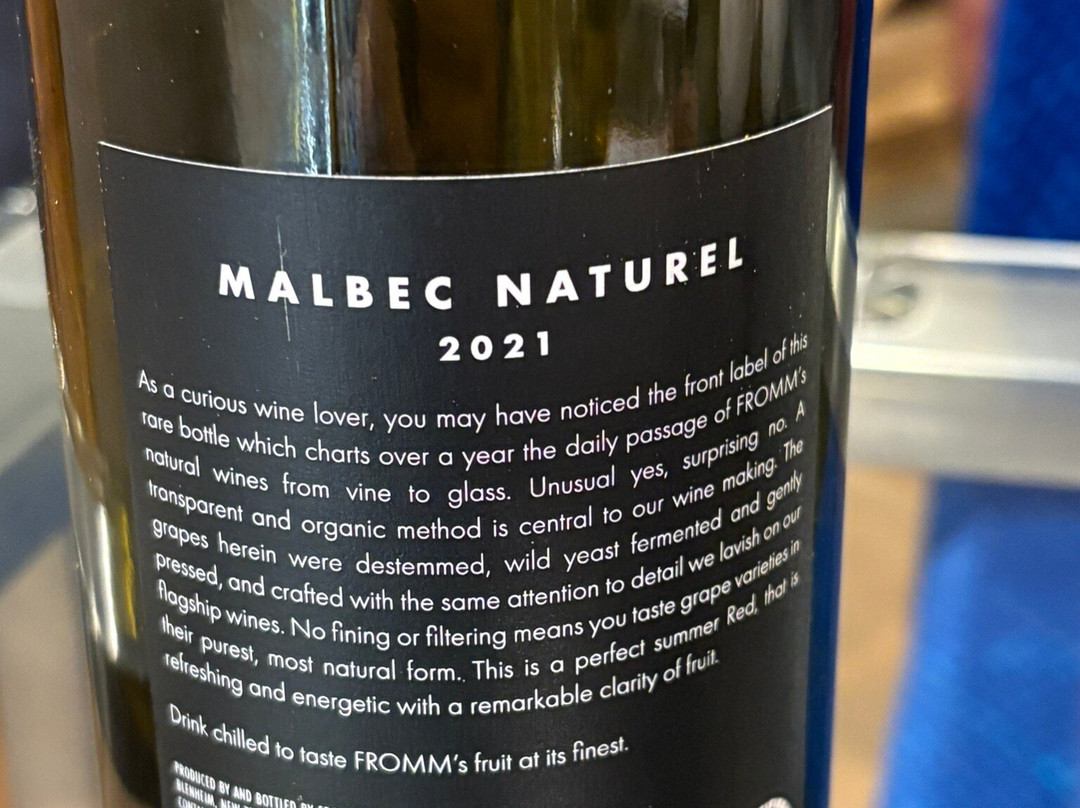 MALBEC NATUREL
2021
As a curious wine lover, you may have noticed the front label of this
rare bottle which charts over a year the daily passage of FROMM's
natural wines from vine to glass. Unusual yes, surprising no. A
transparent and organic method is central to our wine making. The
grapes herein were destemmed, wild yeast fermented and gently
pressed, and crafted with the same attention to detail we lavish on our
flagship wines. No fining or filtering means you taste grape varieties in
their purest, most natural form.. This is a perfect summer Red, that is
refreshing and energetic with a remarkable clarity of fruit.
Drink chilled to taste FROMM's fruit at its finest.
PRODUCED BY AND BOTTLED BY
BLENHEIM, NEW